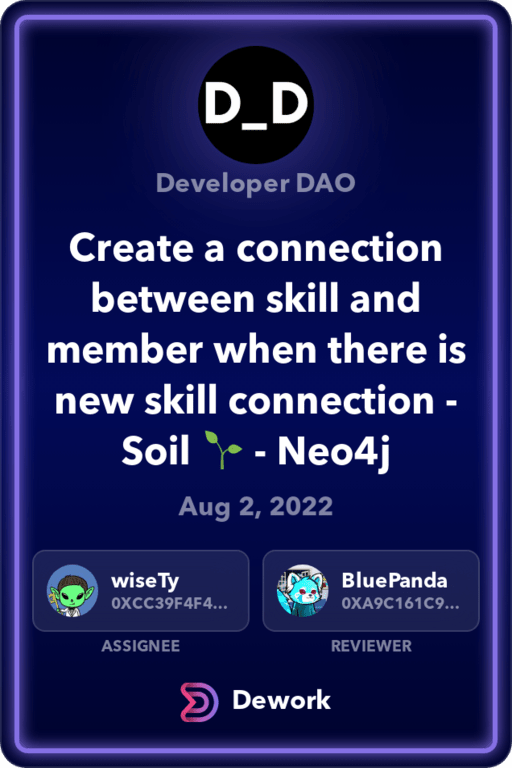 D_D
Developer DAO
Create a connection
between skill and
member when there is
new skill connection -
Soil 🌱 - Neo4j
Aug 2, 2022
wiseTy
0XCC39F4F4...
BluePanda
0XA9C161C9...
ASSIGNEE
REVIEWER
Dework